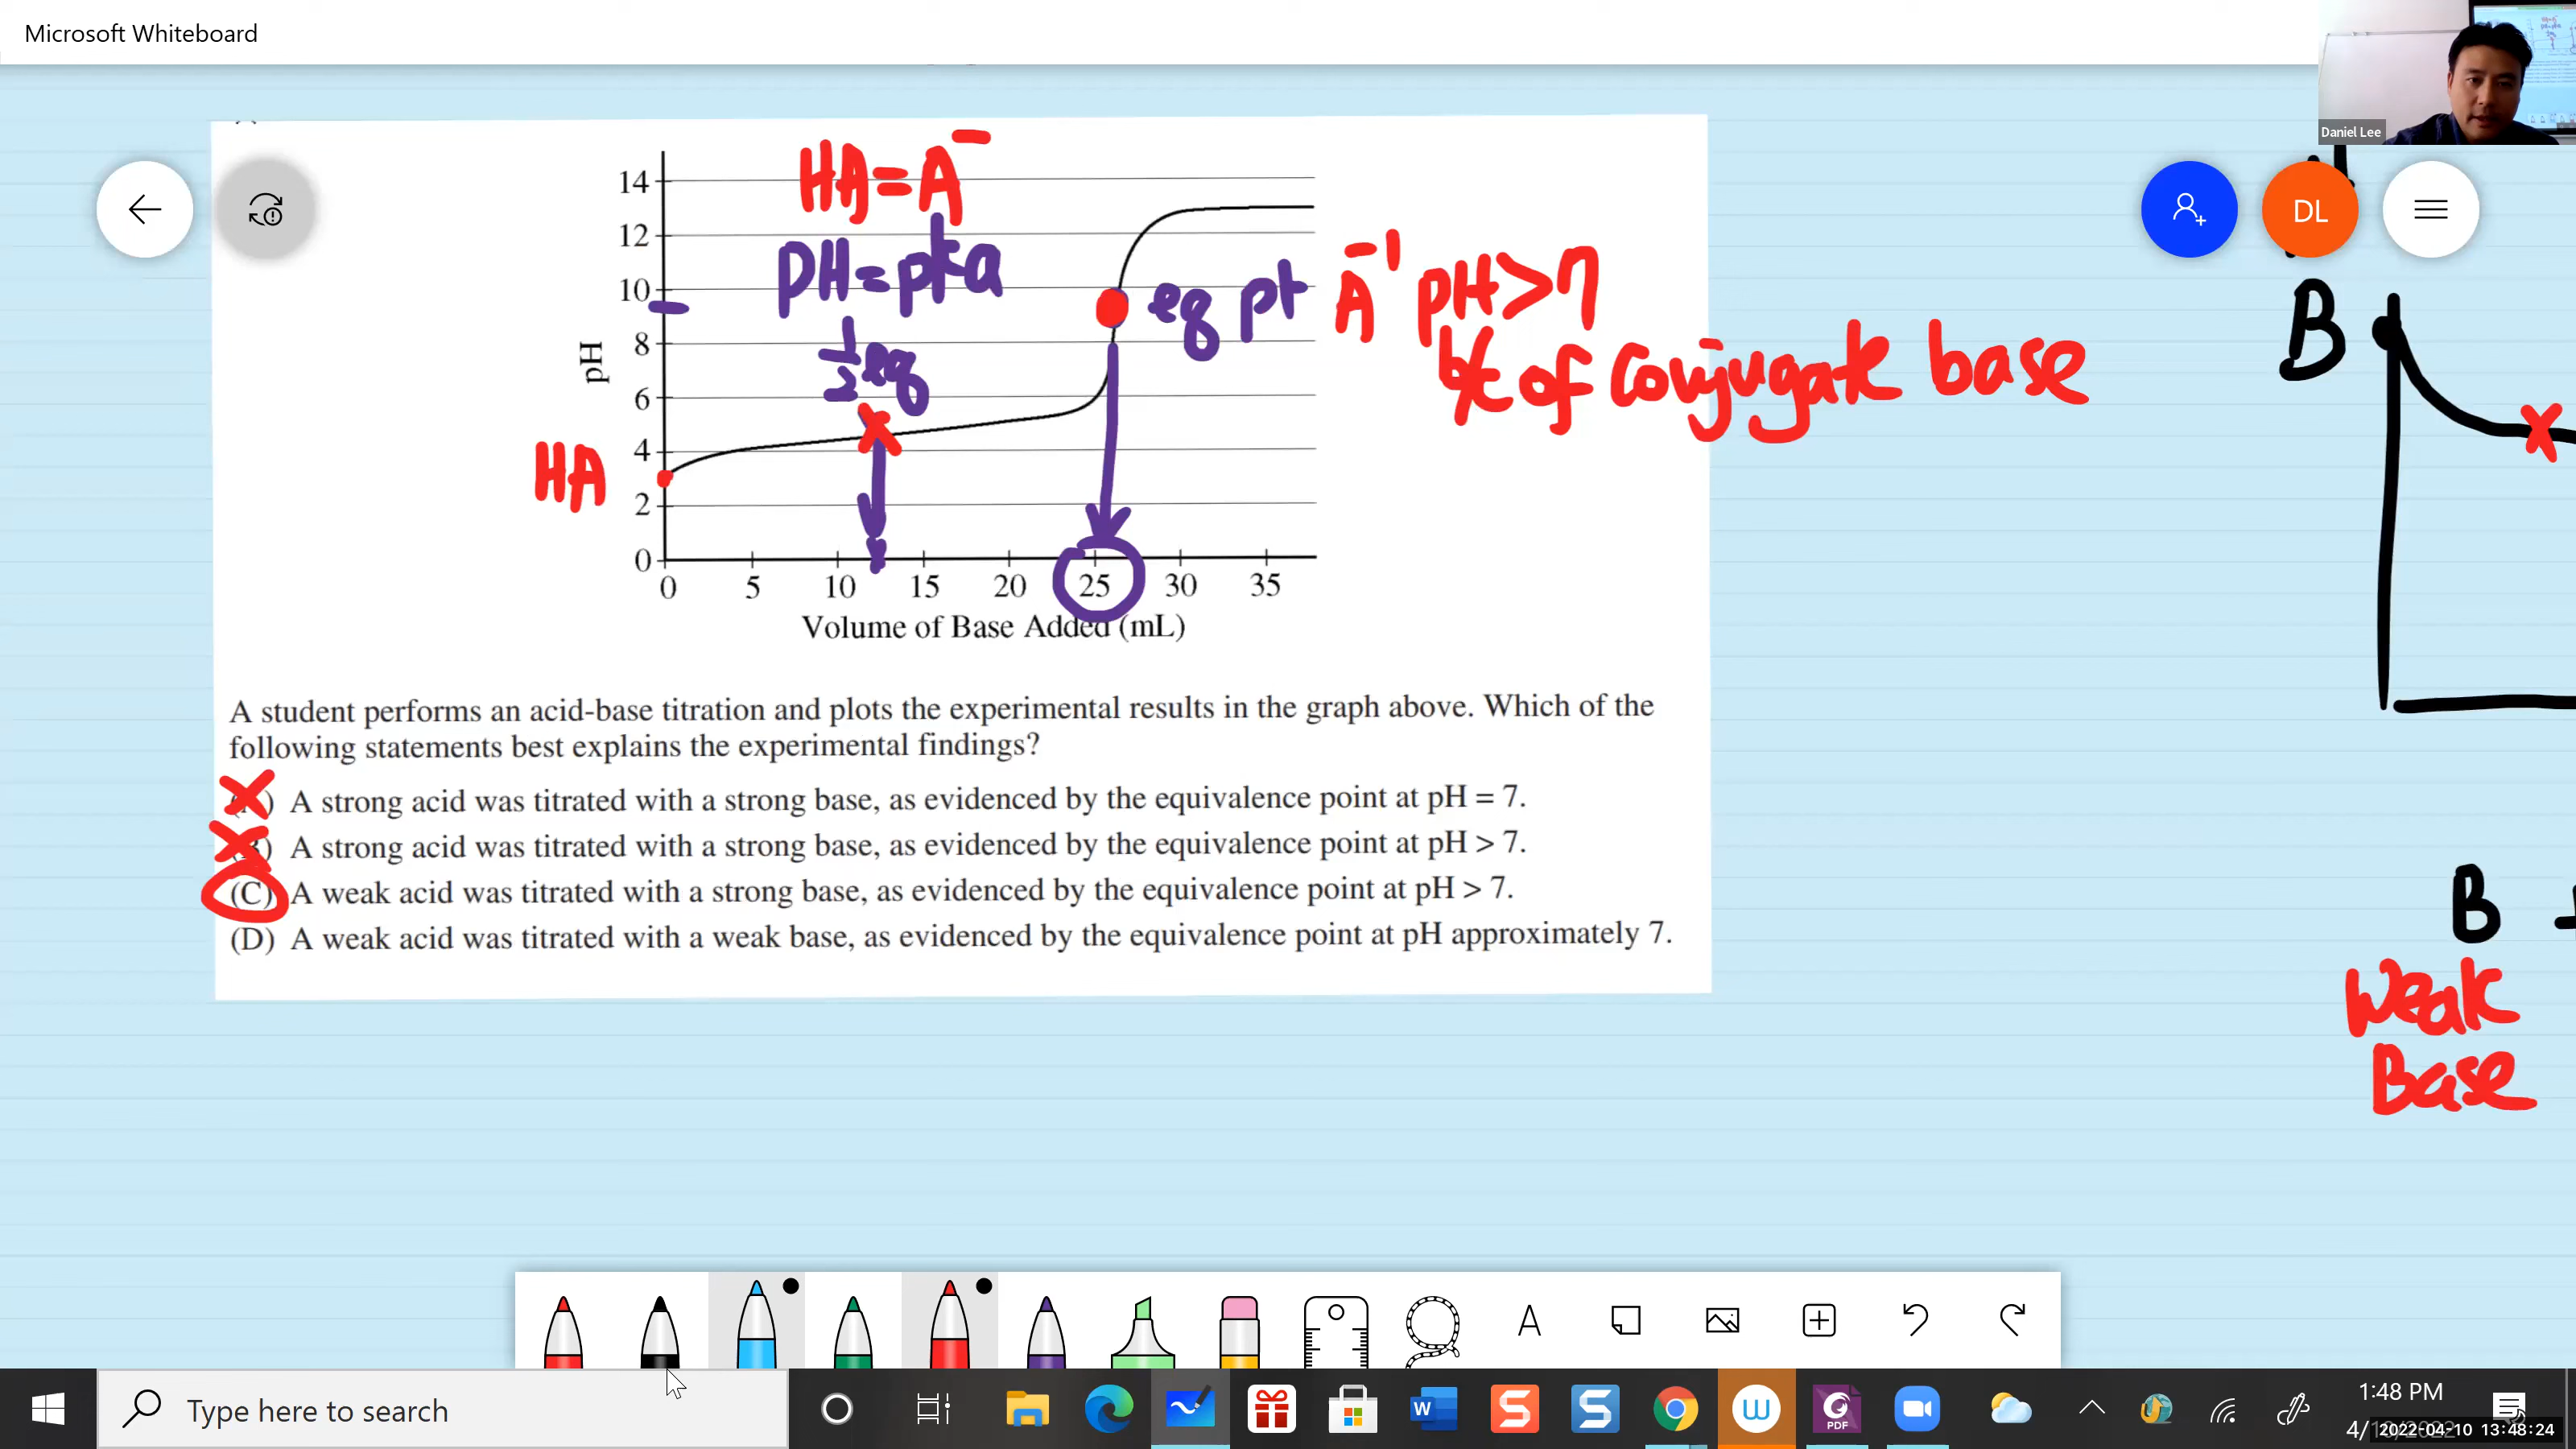 Microsoft Whiteboard
Daniel Lee
DL
HA=A⁻
pH=pKa
1/2 eq
HA
eq pt
A⁻¹ pH>7
b/c of conjugate base
14
12
10
8
6
4
2
0
pH
0 5 10 15 20 25 30 35
Volume of Base Added (mL)
A student performs an acid-base titration and plots the experimental results in the graph above. Which of the
following statements best explains the experimental findings?
A strong acid was titrated with a strong base, as evidenced by the equivalence point at pH = 7.
(B) A strong acid was titrated with a strong base, as evidenced by the equivalence point at pH > 7.
(C) A weak acid was titrated with a strong base, as evidenced by the equivalence point at pH > 7.
(D) A weak acid was titrated with a weak base, as evidenced by the equivalence point at pH approximately 7.
B
B
Weak
Base
A
Type here to search
W
S
S
W
PDF
1:48 PM
2022-04-10 13:48:24